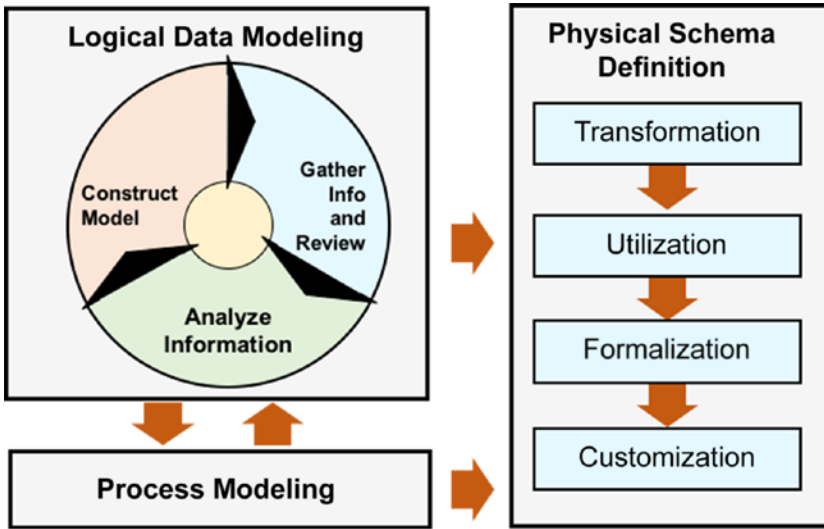 Logical Data Modeling
Construct
Model
Gather
Info
and
Review
Analyze
Information
Process Modeling
Physical Schema
Definition
Transformation
Utilization
Formalization
Customization